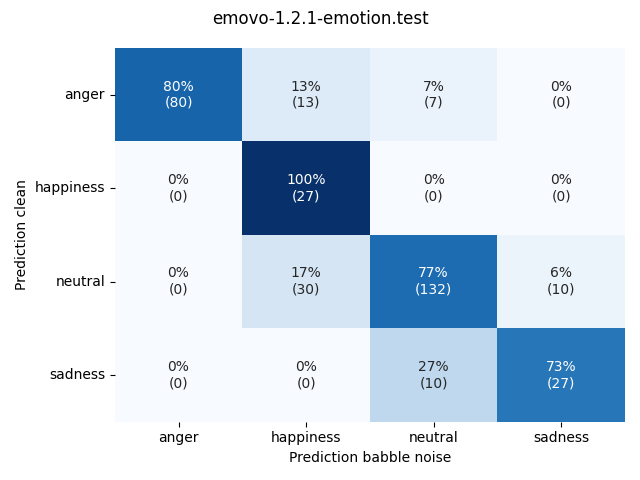 emovo-1.2.1-emotion.test
Prediction clean
anger
80%
13%
7%
0%
(80)
(13)
(7)
(0)
happiness
0%
100%
0%
0%
(0)
(27)
(0)
(0)
neutral
0%
17%
77%
6%
(0)
(30)
(132)
(10)
sadness
0%
0%
27%
73%
(0)
(0)
(10)
(27)
anger
happiness
neutral
sadness
Prediction babble noise